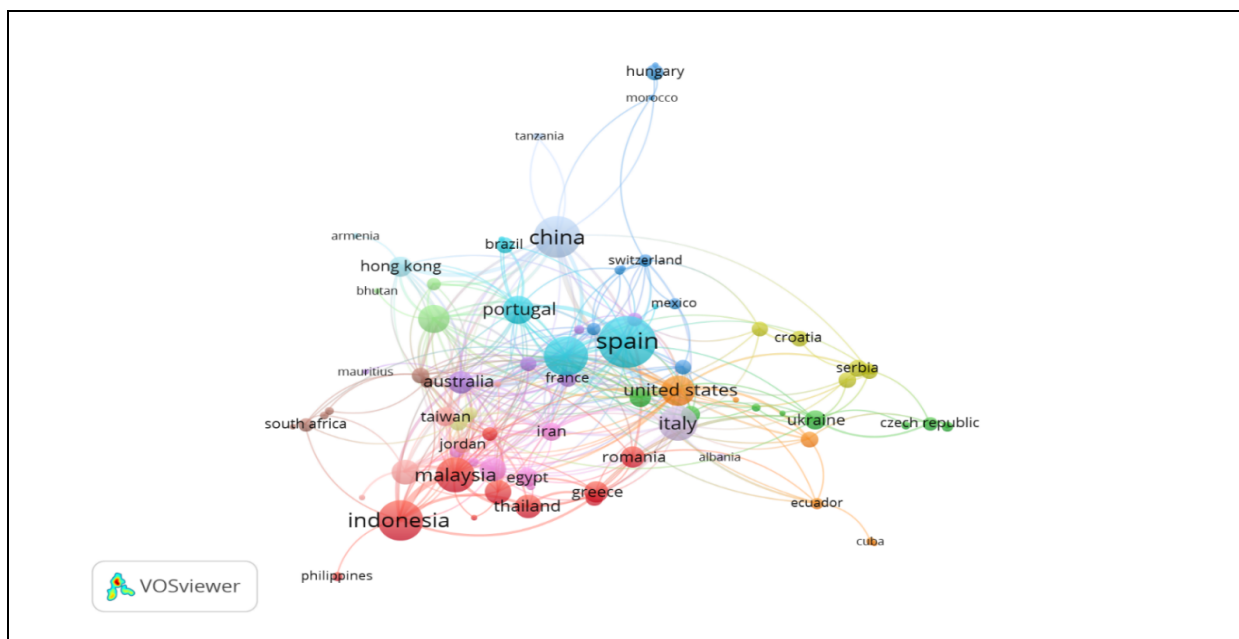 hungary
morocco
tanzania
armenia
brazil
china
hong kong
switzerland
bhutan
mexico
portugal
spain
croatia
mauritius
australia
france
serbia
united states
south africa
taiwan
italy
ukraine
czech republic
jordan
iran
romania
albania
malaysia
egypt
greece
thailand
ecuador
indonesia
cuba
philippines
VOSviewer